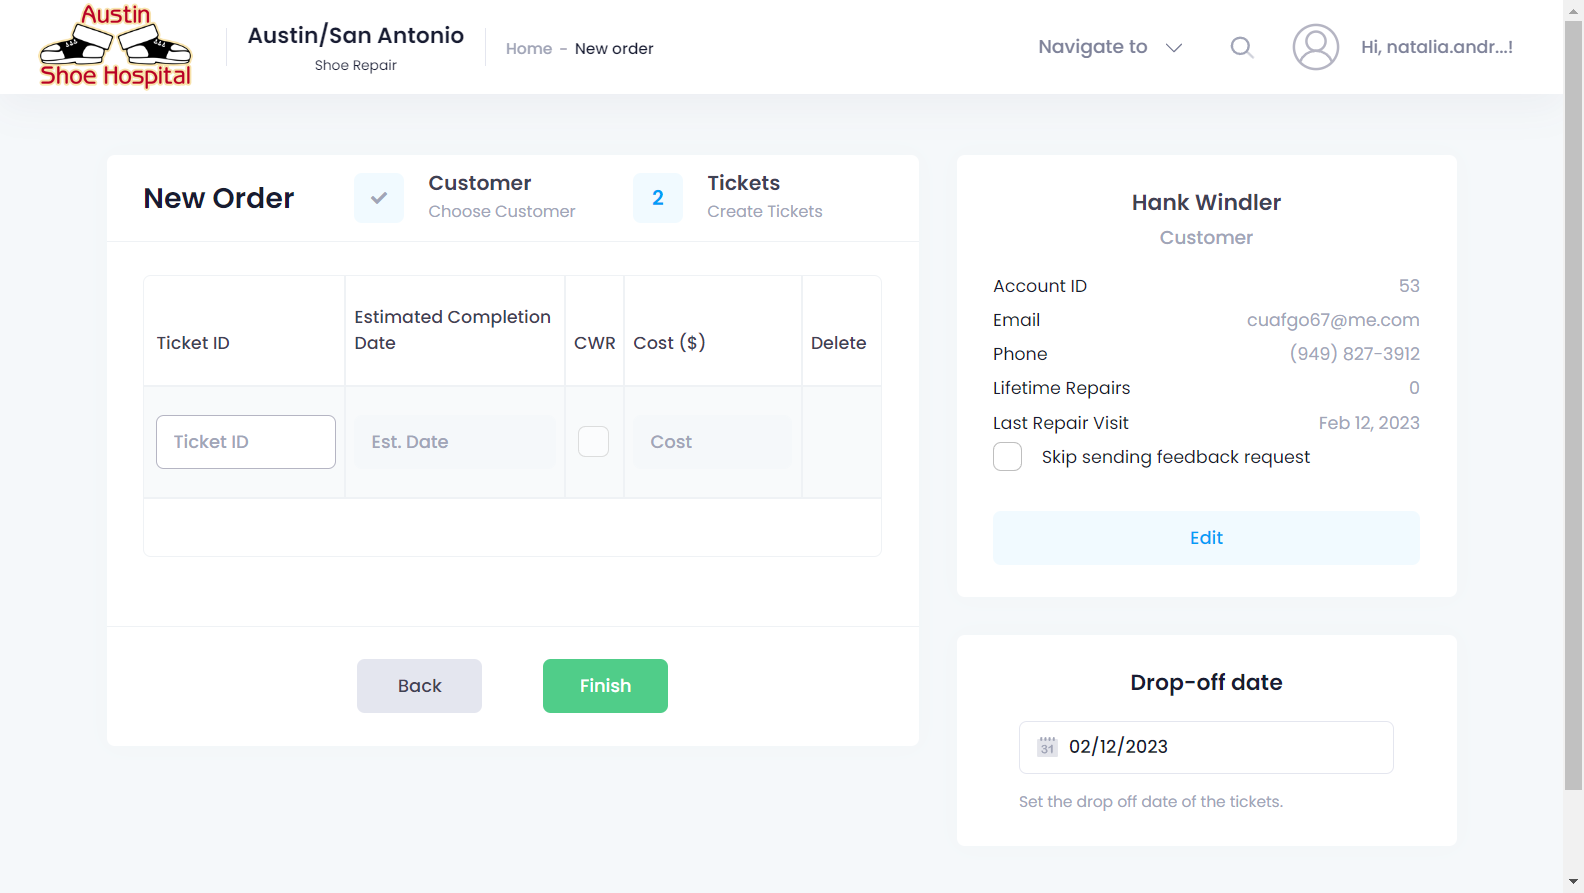 Austin
Shoe Hospital
Austin/San Antonio
Shoe Repair
Home - New order
Navigate to
Hi, natalia.andr...!
New Order
Customer
Choose Customer
2
Tickets
Create Tickets
Ticket ID
Estimated Completion
Date
CWR
Cost ($)
Delete
Ticket ID
Est. Date
Cost
Back
Finish
Hank Windler
Customer
Account ID 53
Email cuafgo67@me.com
Phone (949) 827-3912
Lifetime Repairs 0
Last Repair Visit Feb 12, 2023
Skip sending feedback request
Edit
Drop-off date
31 02/12/2023
Set the drop off date of the tickets.